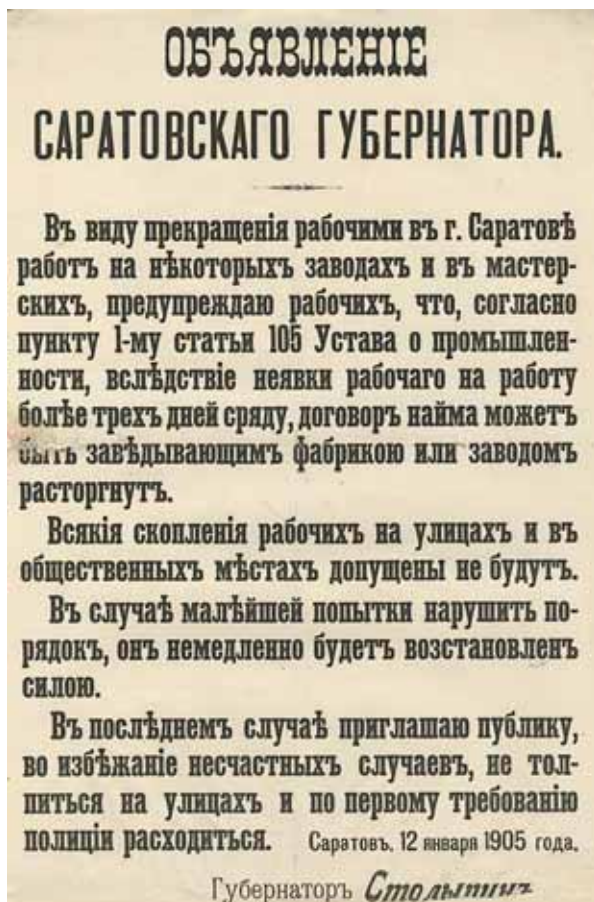 ОБЪЯВЛЕНІЕ
САРАТОВСКАГО ГУБЕРНАТОРА.
Въ виду прекращенія рабочими въ г. Саратовѣ
работъ на нѣкоторыхъ заводахъ и въ мастер-
скихъ, предупреждаю рабочихъ, что, согласно
пункту 1-му статьи 105 Устава о промышлен-
ности, вслѣдствіе неявки рабочаго на работу
болѣе трехъ дней сряду, договоръ найма можетъ
быть завѣдывающимъ фабрикою или заводомъ
расторгнутъ.
Всякія скопленія рабочихъ на улицахъ и въ
общественныхъ мѣстахъ допущены не будутъ.
Въ случаѣ малѣйшей попытки нарушить по-
рядокъ, онъ немедленно будетъ возстановленъ
силою.
Въ послѣднемъ случаѣ приглашаю публику,
во избѣжаніе несчастныхъ случаевъ, не тол-
питься на улицахъ и по первому требованію
полиціи расходиться. Саратовъ, 12 января 1905 года.
Губернаторъ Столыпинъ